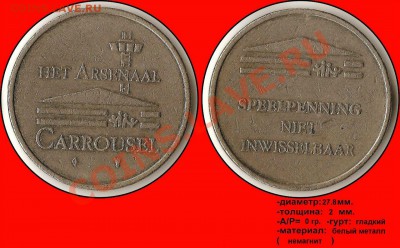 HET ARSENAAL
CARROUSEL
SPEELPENNING
NIET
INWISSELBAAR
-диаметр:27.8мм.
-толщина: 2 мм.
-А/Р= 0 гр. -гурт: гладкий
-материал: белый металл
( немагнит )